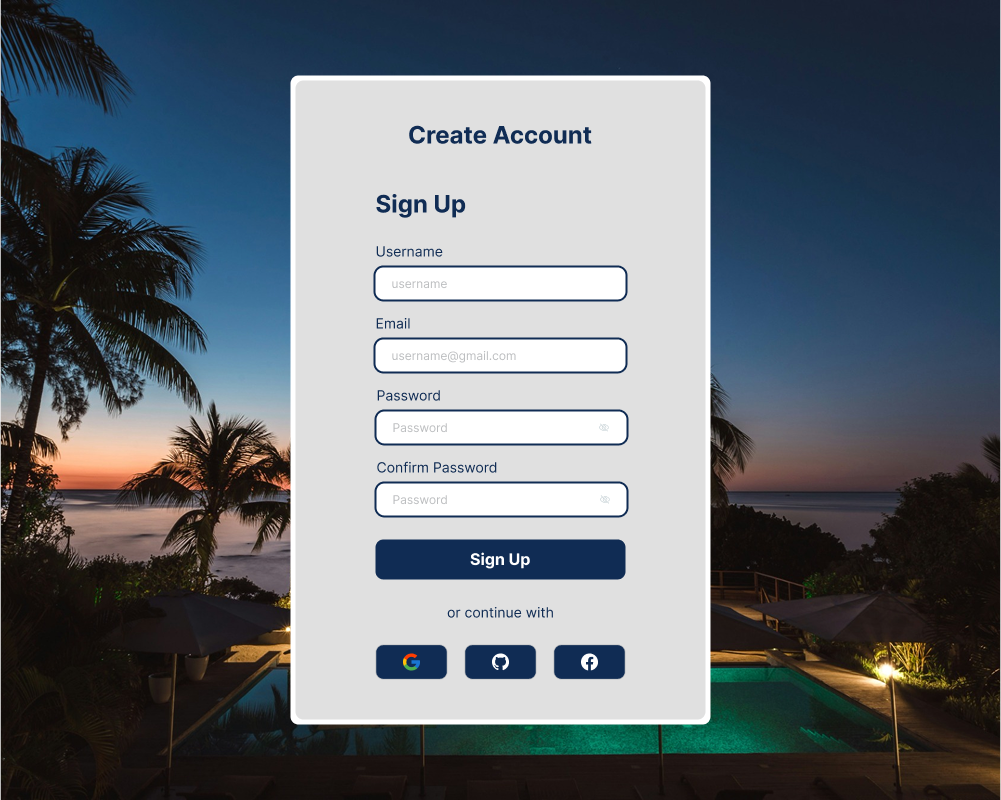 Create Account
Sign Up
Username
username
Email
username@gmail.com
Password
Password
Confirm Password
Password
Sign Up
or continue with